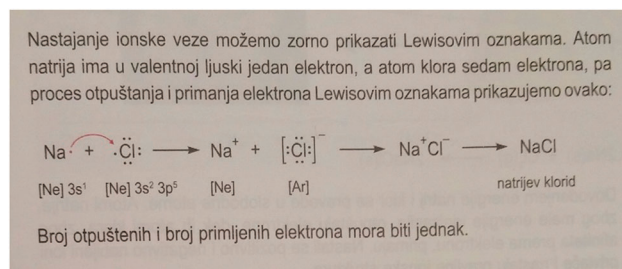 Nastajanje ionske veze možemo zorno prikazati Lewisovim oznakama. Atom
natrija ima u valentnoj ljuski jedan elektron, a atom klora sedam elektrona, pa
proces otpuštanja i primanja elektrona Lewisovim oznakama prikazujemo ovako:
Na· + ·C̤̈l: ⟶ Na⁺ + [:C̤̈l:]⁻ ⟶ Na⁺Cl⁻ ⟶ NaCl
[Ne] 3s¹ [Ne] 3s² 3p⁵ [Ne] [Ar] natrijev klorid
Broj otpuštenih i broj primljenih elektrona mora biti jednak.